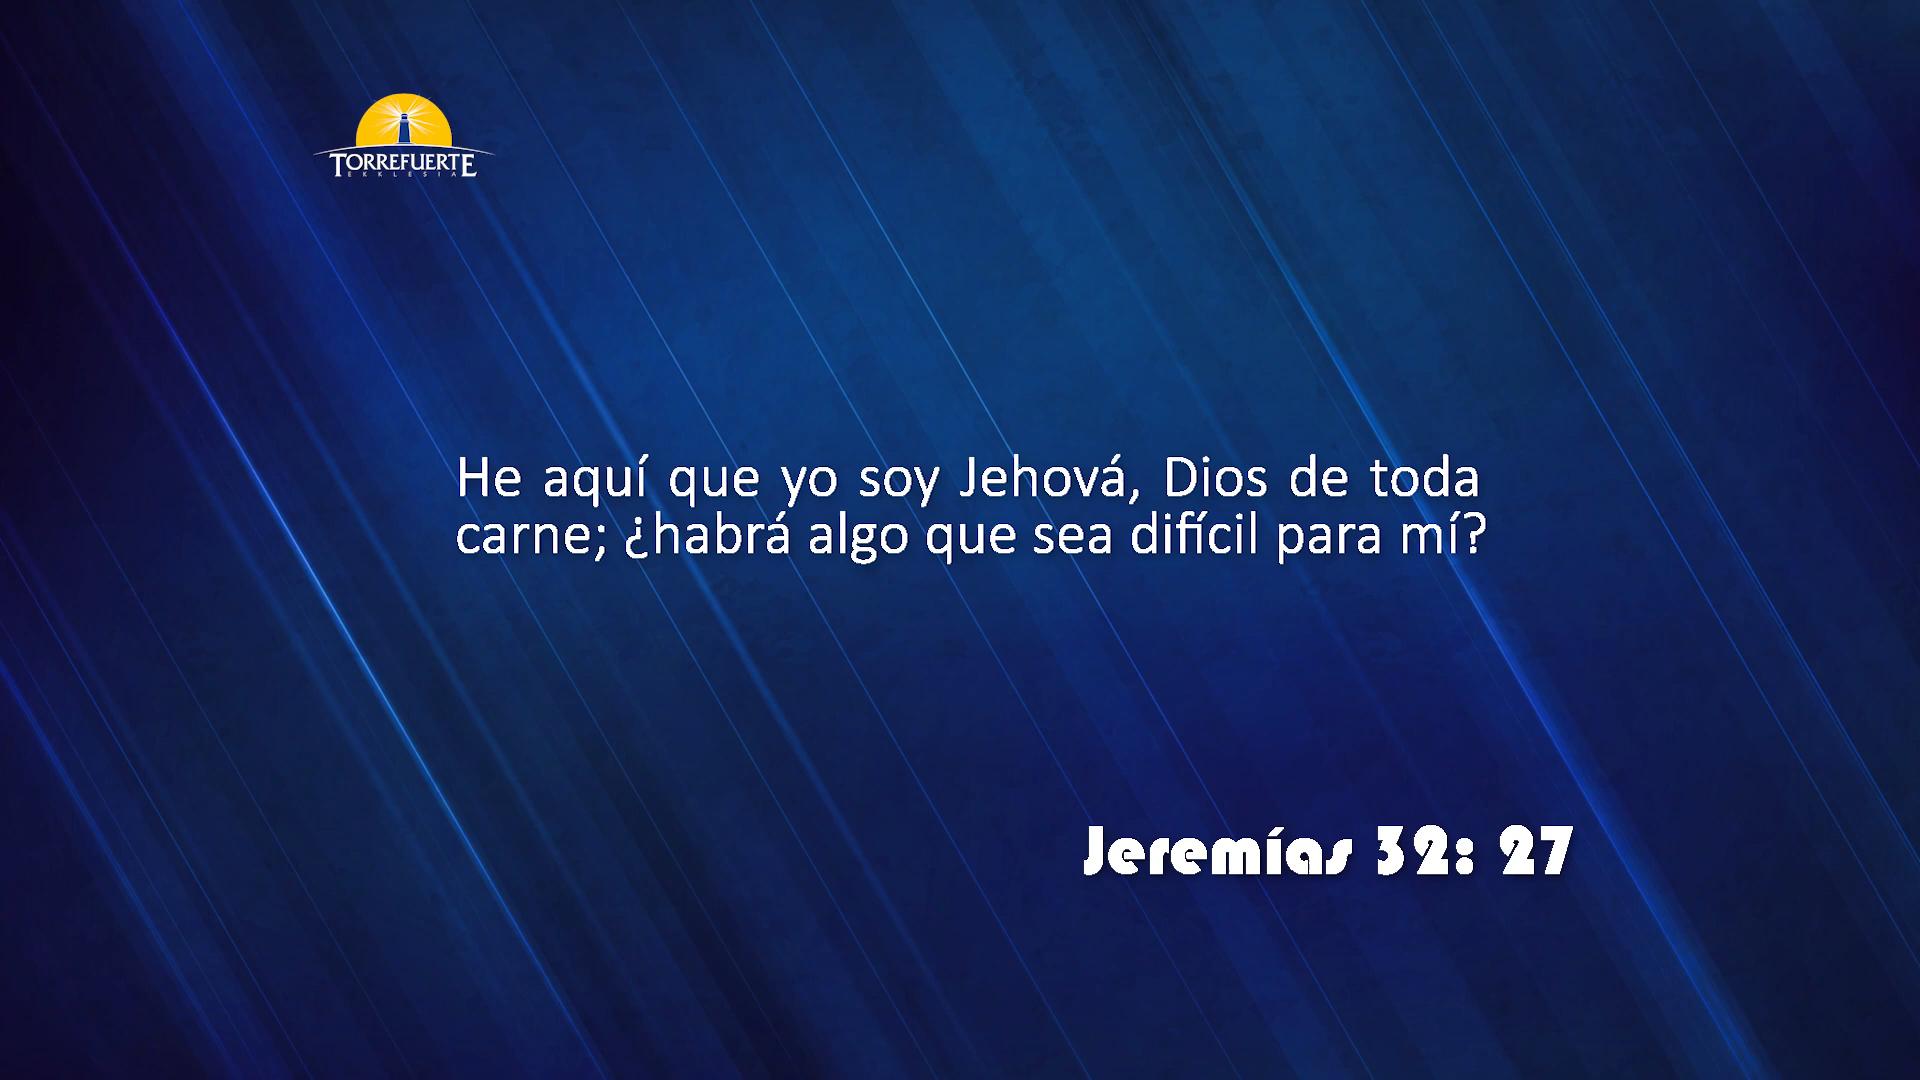 TORREFUERTE
EKKLESIA
He aquí que yo soy Jehová, Dios de toda
carne; ¿habrá algo que sea difícil para mí?
Jeremías 32: 27